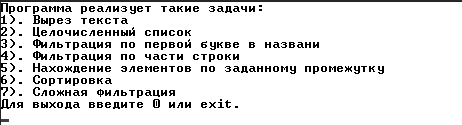 Программа реализует такие задачи:
1). Вырез текста
2). Целочисленный список
3). Фильтрация по первой букве в названи
4). Фильтрация по части строки
5). Нахождение элементов по заданному промежутку
6). Сортировка
7). Сложная фильтрация
Для выхода введите 0 или exit.